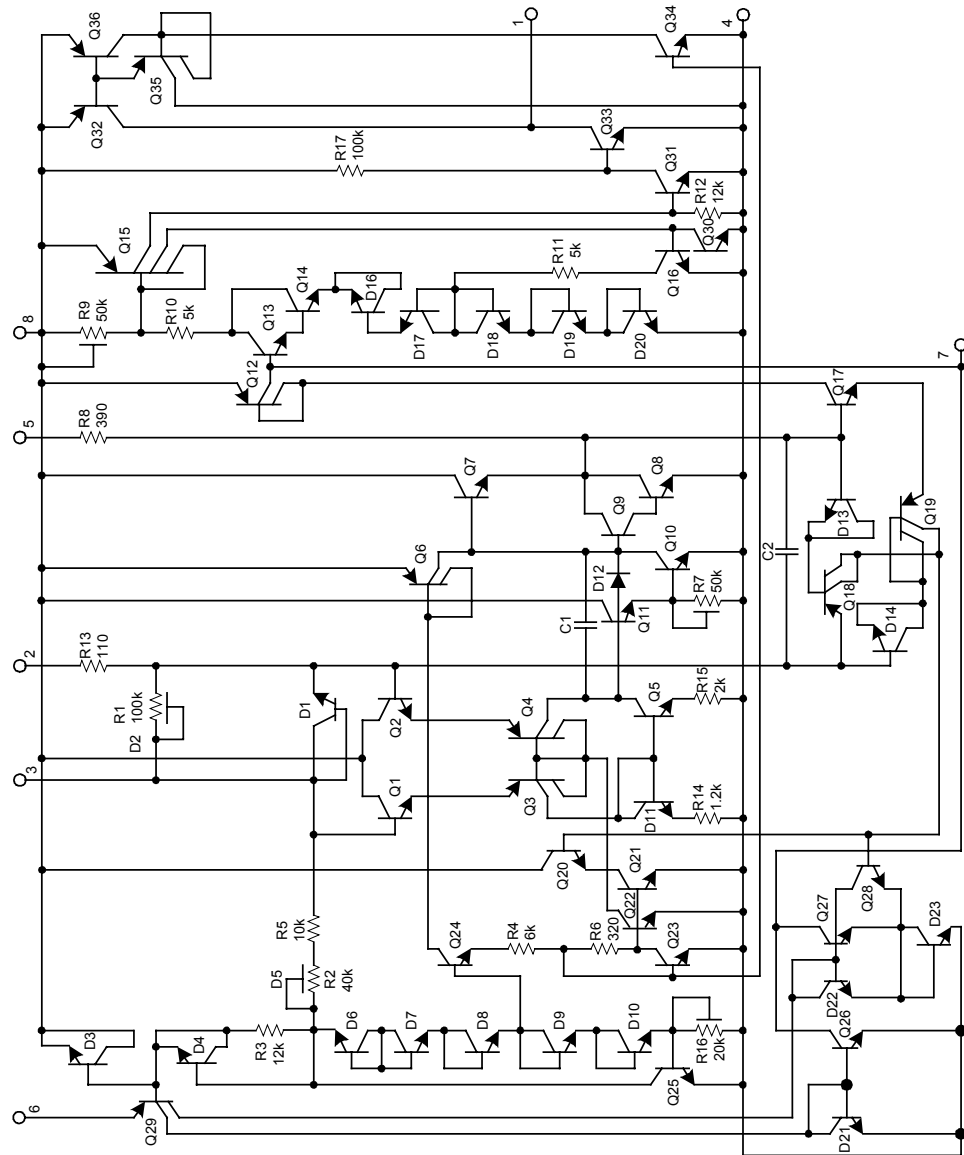 6
3
2
5
8
D3
R13
110
R8
390
R9
50k
Q36
Q32
Q35
Q15
D2
R1
100k
Q29
D4
R10
5k
Q12
Q13
Q14
D16
R3
12k
D5
R2
40k
R5
10k
D1
R17
100k
D6
D7
D8
D9
D10
Q1
Q2
Q6
Q7
D17
D18
D19
D20
1
Q24
R4
6k
Q3
Q4
Q9
Q8
R11
5k
Q33
Q34
R16
20k
Q25
R6
320
Q23
Q20
Q22
Q21
D11
R14
1.2k
Q5
R15
2k
C1
D12
Q11
Q10
R7
50k
Q16
Q30
Q31
R12
12k
4
C2
Q17
D21
Q26
D22
Q27
Q28
D23
Q18
D13
D14
Q19
7